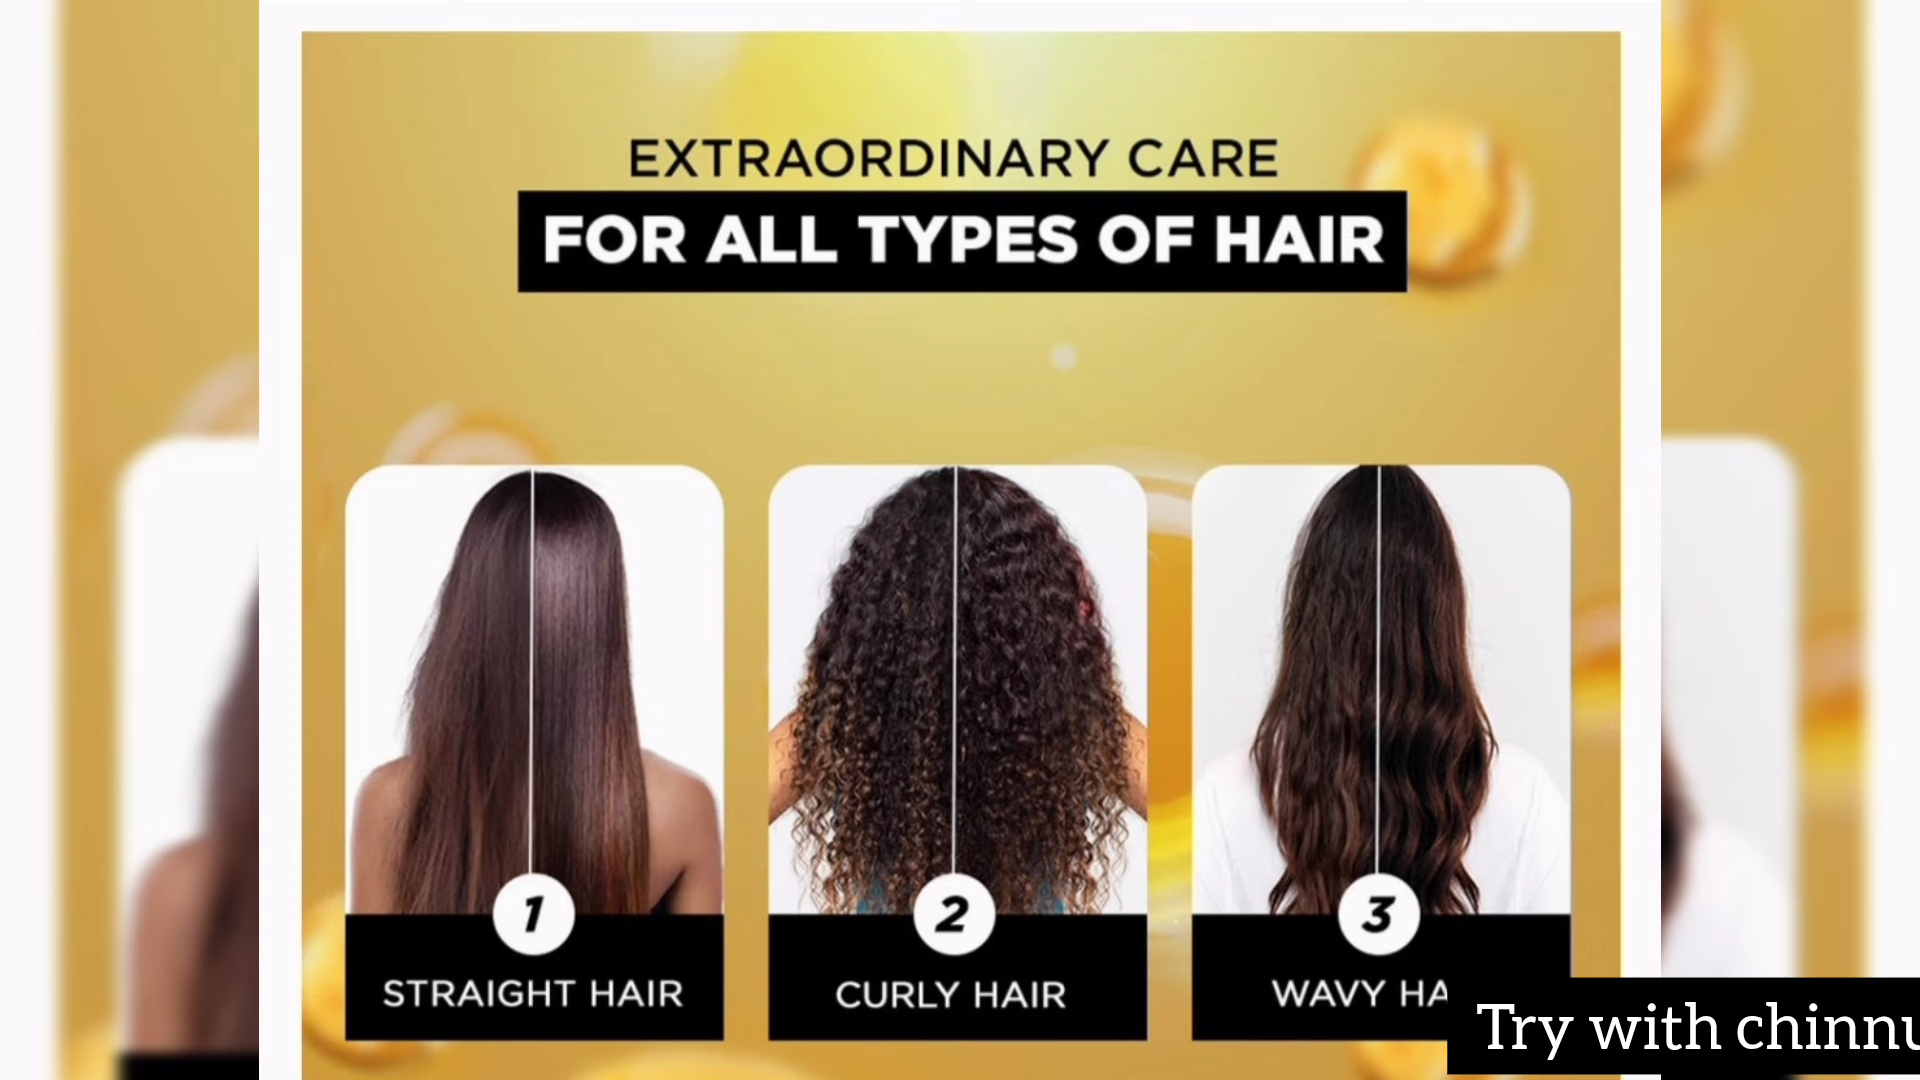 EXTRAORDINARY CARE
FOR ALL TYPES OF HAIR
1
STRAIGHT HAIR
2
CURLY HAIR
3
WAVY HA
Try with chinnu